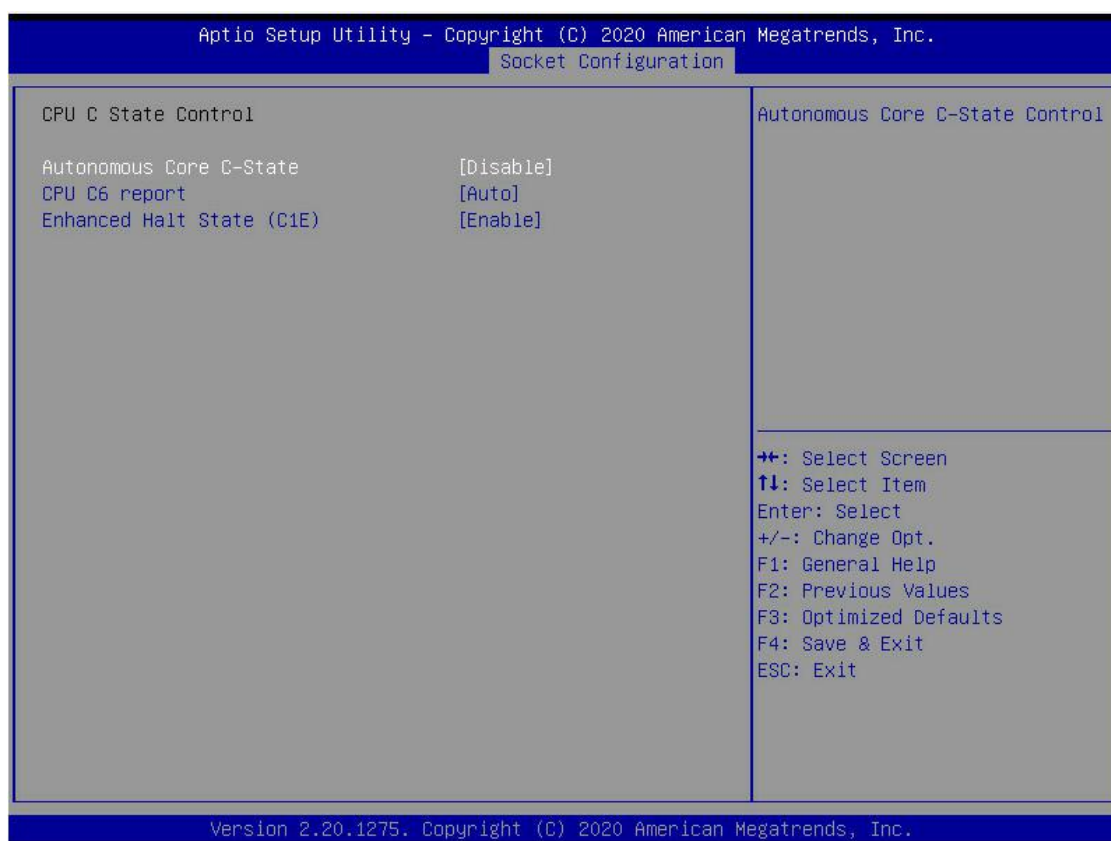 Aptio Setup Utility – Copyright (C) 2020 American Megatrends, Inc.
Socket Configuration
CPU C State Control
Autonomous Core C-State [Disable]
CPU C6 report [Auto]
Enhanced Halt State (C1E) [Enable]
Autonomous Core C-State Control
→←: Select Screen
↑↓: Select Item
Enter: Select
+/-: Change Opt.
F1: General Help
F2: Previous Values
F3: Optimized Defaults
F4: Save & Exit
ESC: Exit
Version 2.20.1275. Copyright (C) 2020 American Megatrends, Inc.